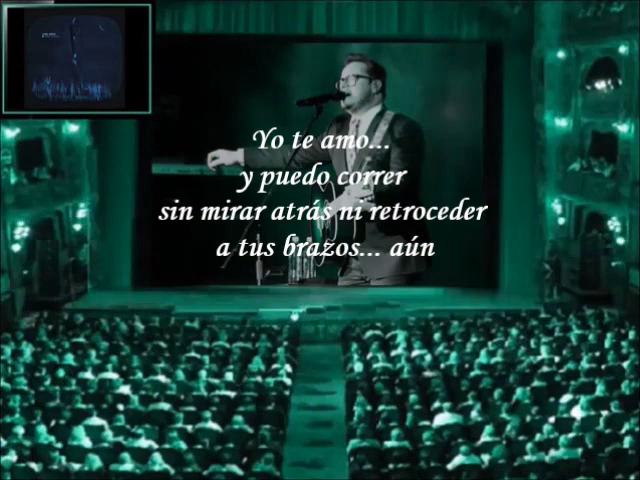 Yo te amo...
y puedo correr
sin mirar atrás ni retroceder
a tus brazos... aún